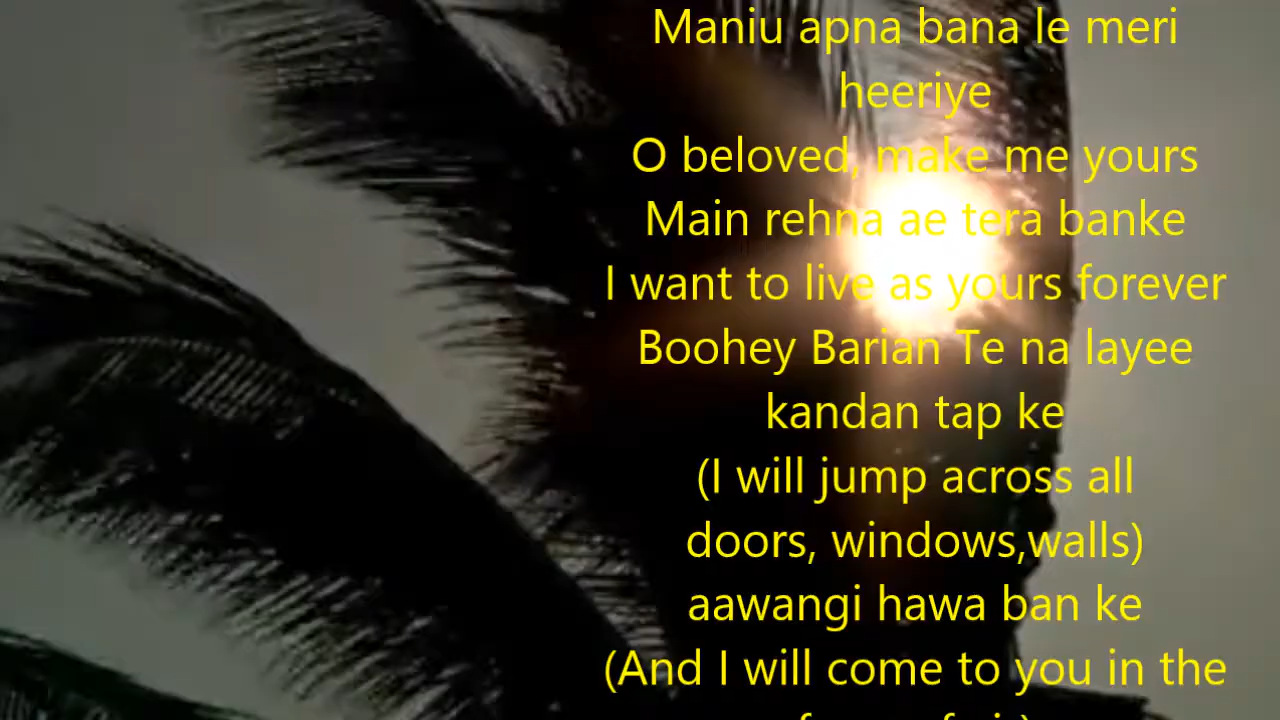 Maniu apna bana le meri
heeriye
O beloved, make me yours
Main rehna ae tera banke
I want to live as yours forever
Boohey Barian Te na layee
kandan tap ke
(I will jump across all
doors, windows,walls)
aawangi hawa ban ke
(And I will come to you in the